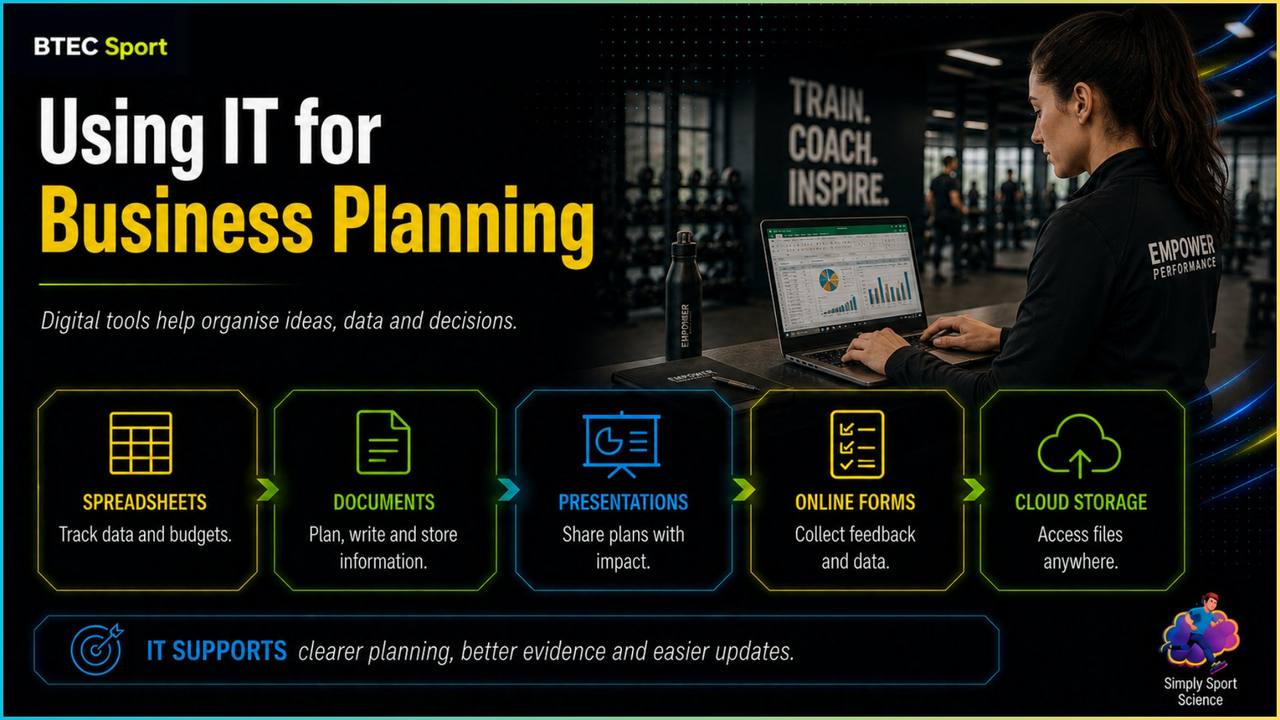 BTEC Sport
Using IT for
Business Planning
Digital tools help organise ideas, data and decisions.
TRAIN.
COACH.
INSPIRE.
EMPOWER
PERFORMANCE
EMPOWER
EMPOWER
SPREADSHEETS
Track data and budgets.
DOCUMENTS
Plan, write and store
information.
PRESENTATIONS
Share plans with
impact.
ONLINE FORMS
Collect feedback
and data.
CLOUD STORAGE
Access files
anywhere.
IT SUPPORTS clearer planning, better evidence and easier updates.
Simply Sport
Science